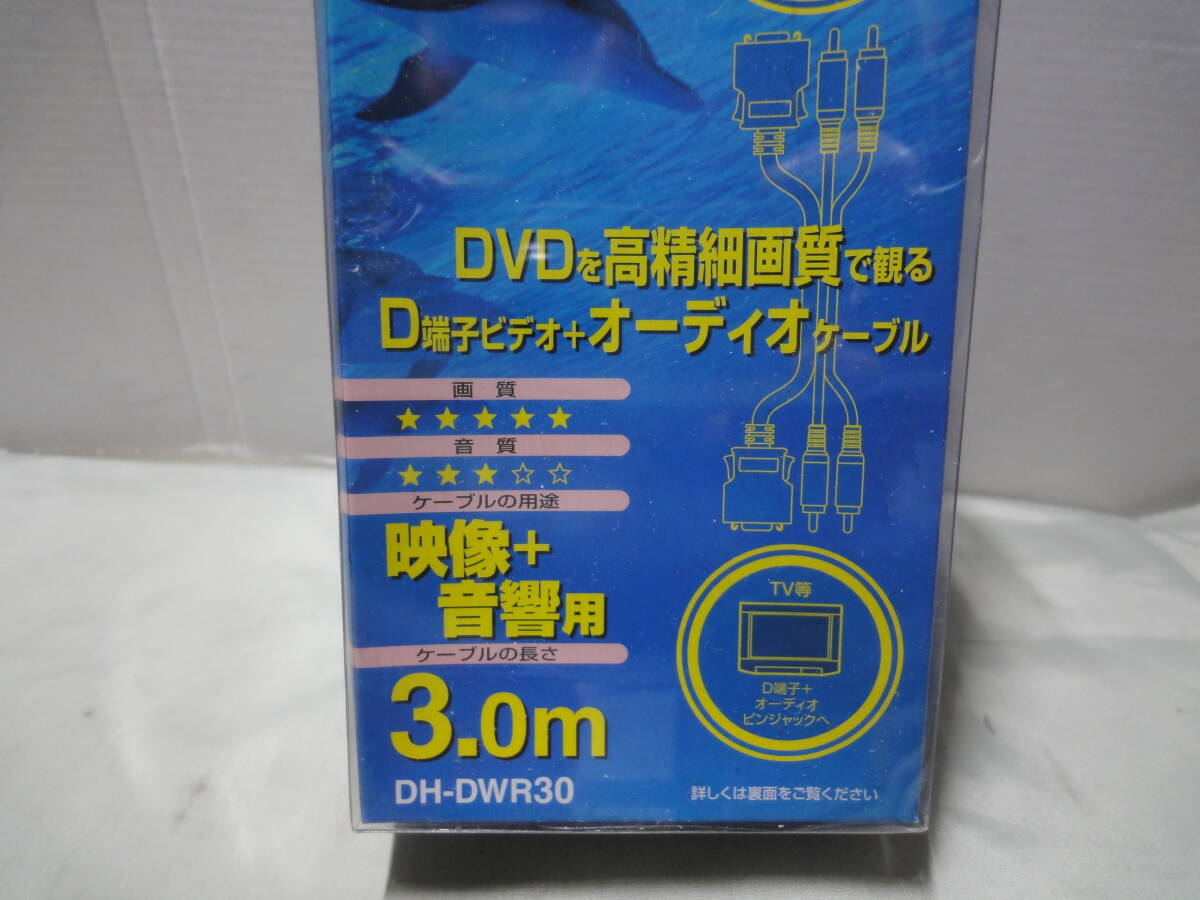 DVDを高精細画質で観る
D端子ビデオ+オーディオケーブル
画質
★★★★★
音質
★★★☆☆
ケーブルの用途
映像+
音響用
ケーブルの長さ
3.0m
DH-DWR30
TV等
D端子+
オーディオ
ピンジャックへ
詳しくは裏面をご覧ください